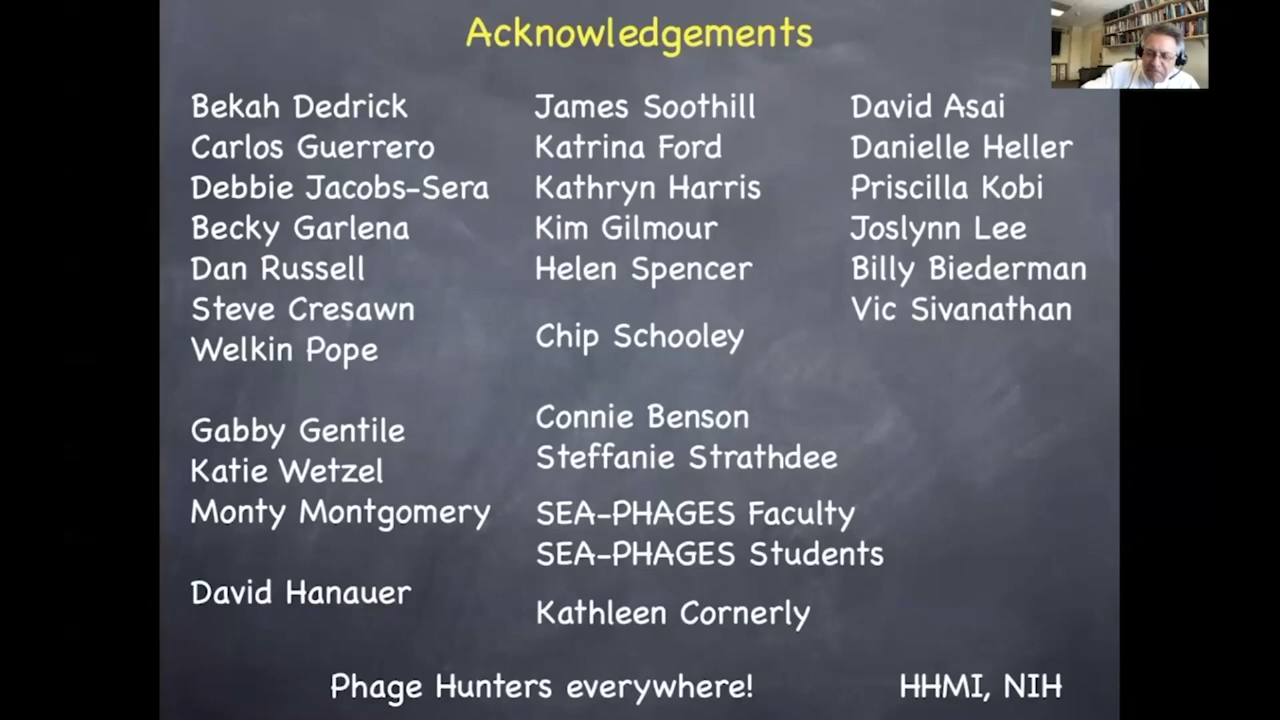 Acknowledgements
Bekah Dedrick
Carlos Guerrero
Debbie Jacobs-Sera
Becky Garlena
Dan Russell
Steve Cresawn
Welkin Pope
Gabby Gentile
Katie Wetzel
Monty Montgomery
David Hanauer
James Soothill
Katrina Ford
Kathryn Harris
Kim Gilmour
Helen Spencer
Chip Schooley
Connie Benson
Steffanie Strathdee
SEA-PHAGES Faculty
SEA-PHAGES Students
Kathleen Cornerly
David Asai
Danielle Heller
Priscilla Kobi
Joslynn Lee
Billy Biederman
Vic Sivanathan
Phage Hunters everywhere!
HHMI, NIH